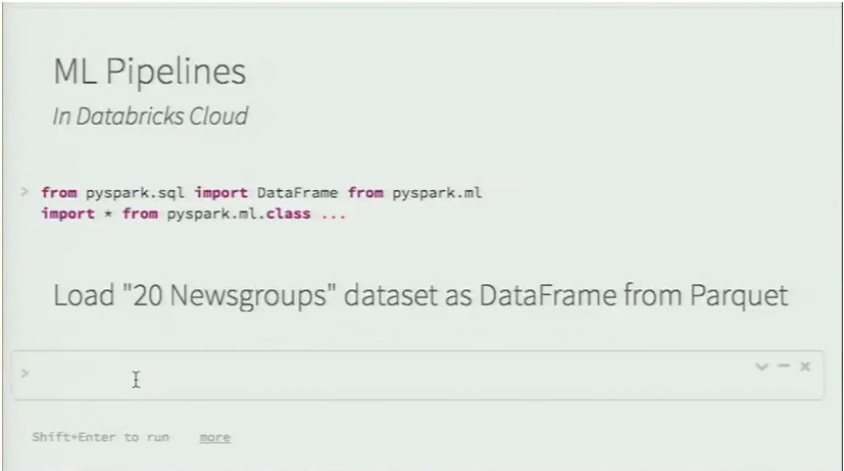 ML Pipelines
In Databricks Cloud
> from pyspark.sql import DataFrame from pyspark.ml
import * from pyspark.ml.class ...
Load "20 Newsgroups" dataset as DataFrame from Parquet
>
Shift+Enter to run more